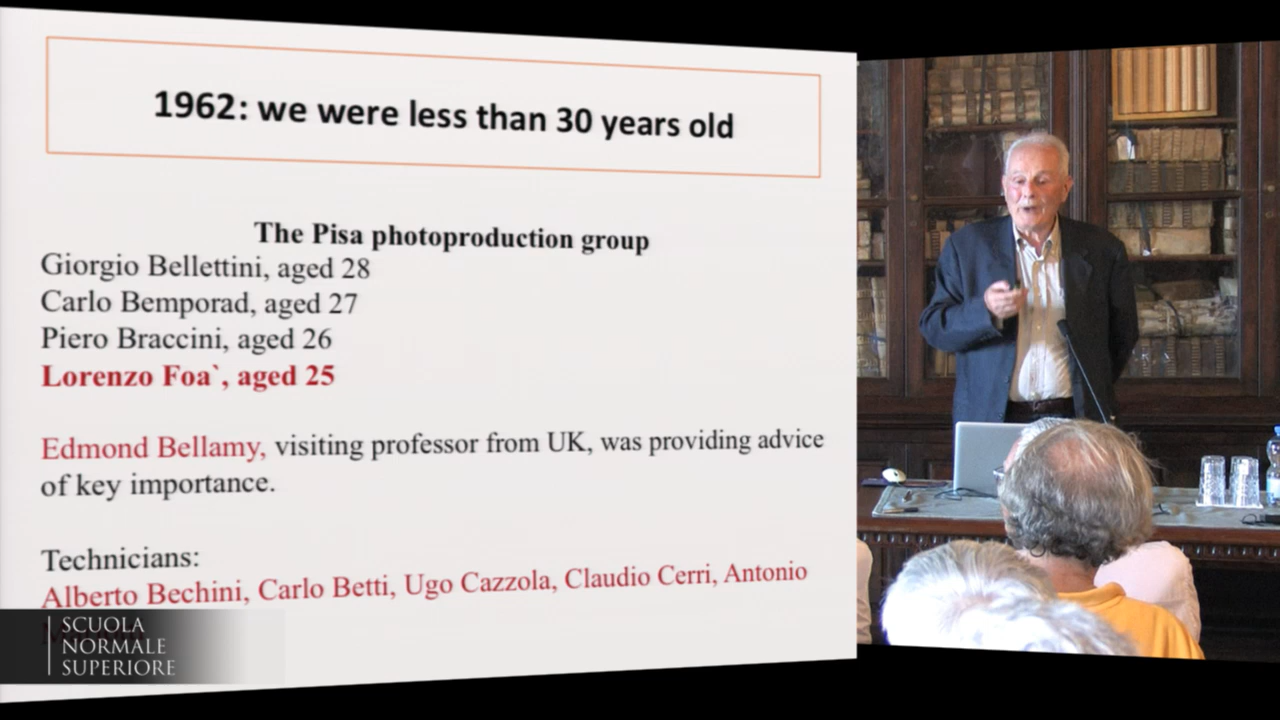 1962: we were less than 30 years old
The Pisa photoproduction group
Giorgio Bellettini, aged 28
Carlo Bemporad, aged 27
Piero Braccini, aged 26
Lorenzo Foa`, aged 25
Edmond Bellamy, visiting professor from UK, was providing advice
of key importance.
Technicians:
Alberto Bechini, Carlo Betti, Ugo Cazzola, Claudio Cerri, Antonio
SCUOLA
NORMALE
SUPERIORE